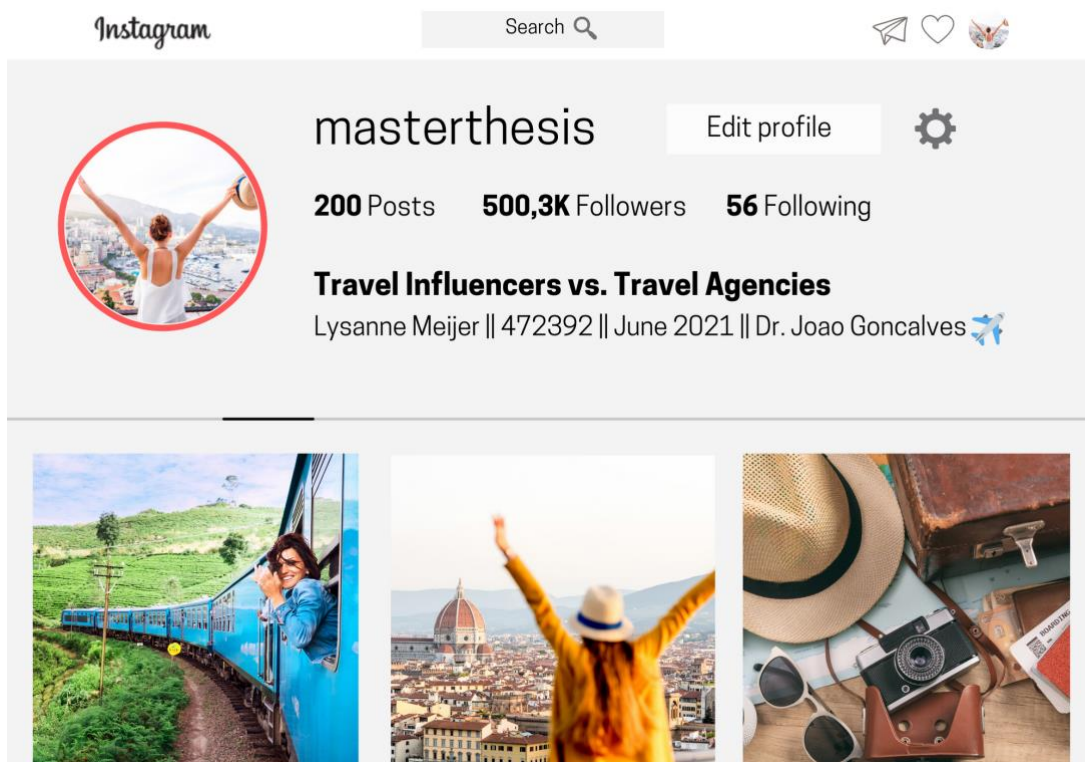 Instagram
Search
masterthesis
Edit profile
200 Posts 500,3K Followers 56 Following
Travel Influencers vs. Travel Agencies
Lysanne Meijer || 472392 || June 2021 || Dr. Joao Goncalves
BOARDING